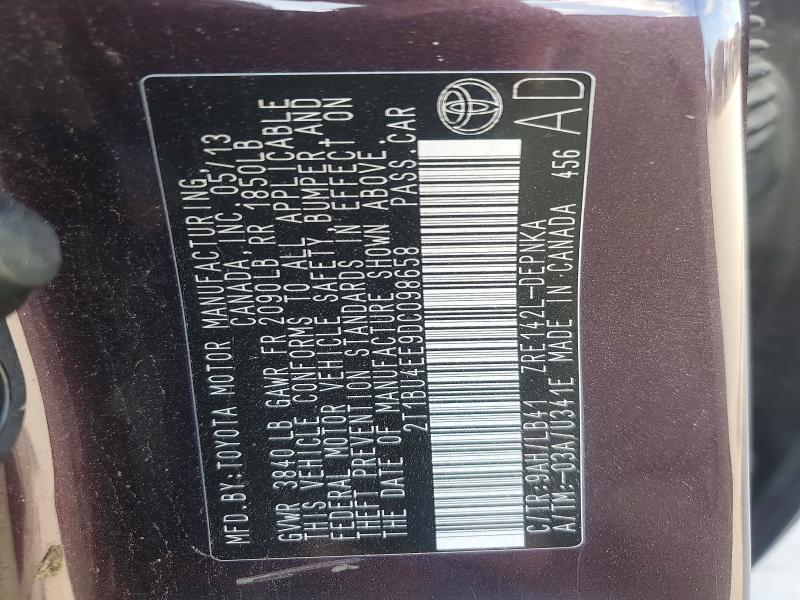 MFD.BY:TOYOTA MOTOR MANUFACTURING,
CANADA, INC 05/13
GVWR 3840 LB GAWR FR 2090LB RR 1850LB
THIS VEHICLE CONFORMS TO ALL APPLICABLE
FEDERAL MOTOR VEHICLE SAFETY, BUMPER, AND
THEFT PREVENTION STANDARDS IN EFFECT ON
THE DATE OF MANUFACTURE SHOWN ABOVE.
2T1BU4EE9DC098658 PASS.CAR
C/TR:9AH7LB41 ZRE142L-DEPNKA
A/TM:-03A/U341E MADE IN CANADA 456 AD